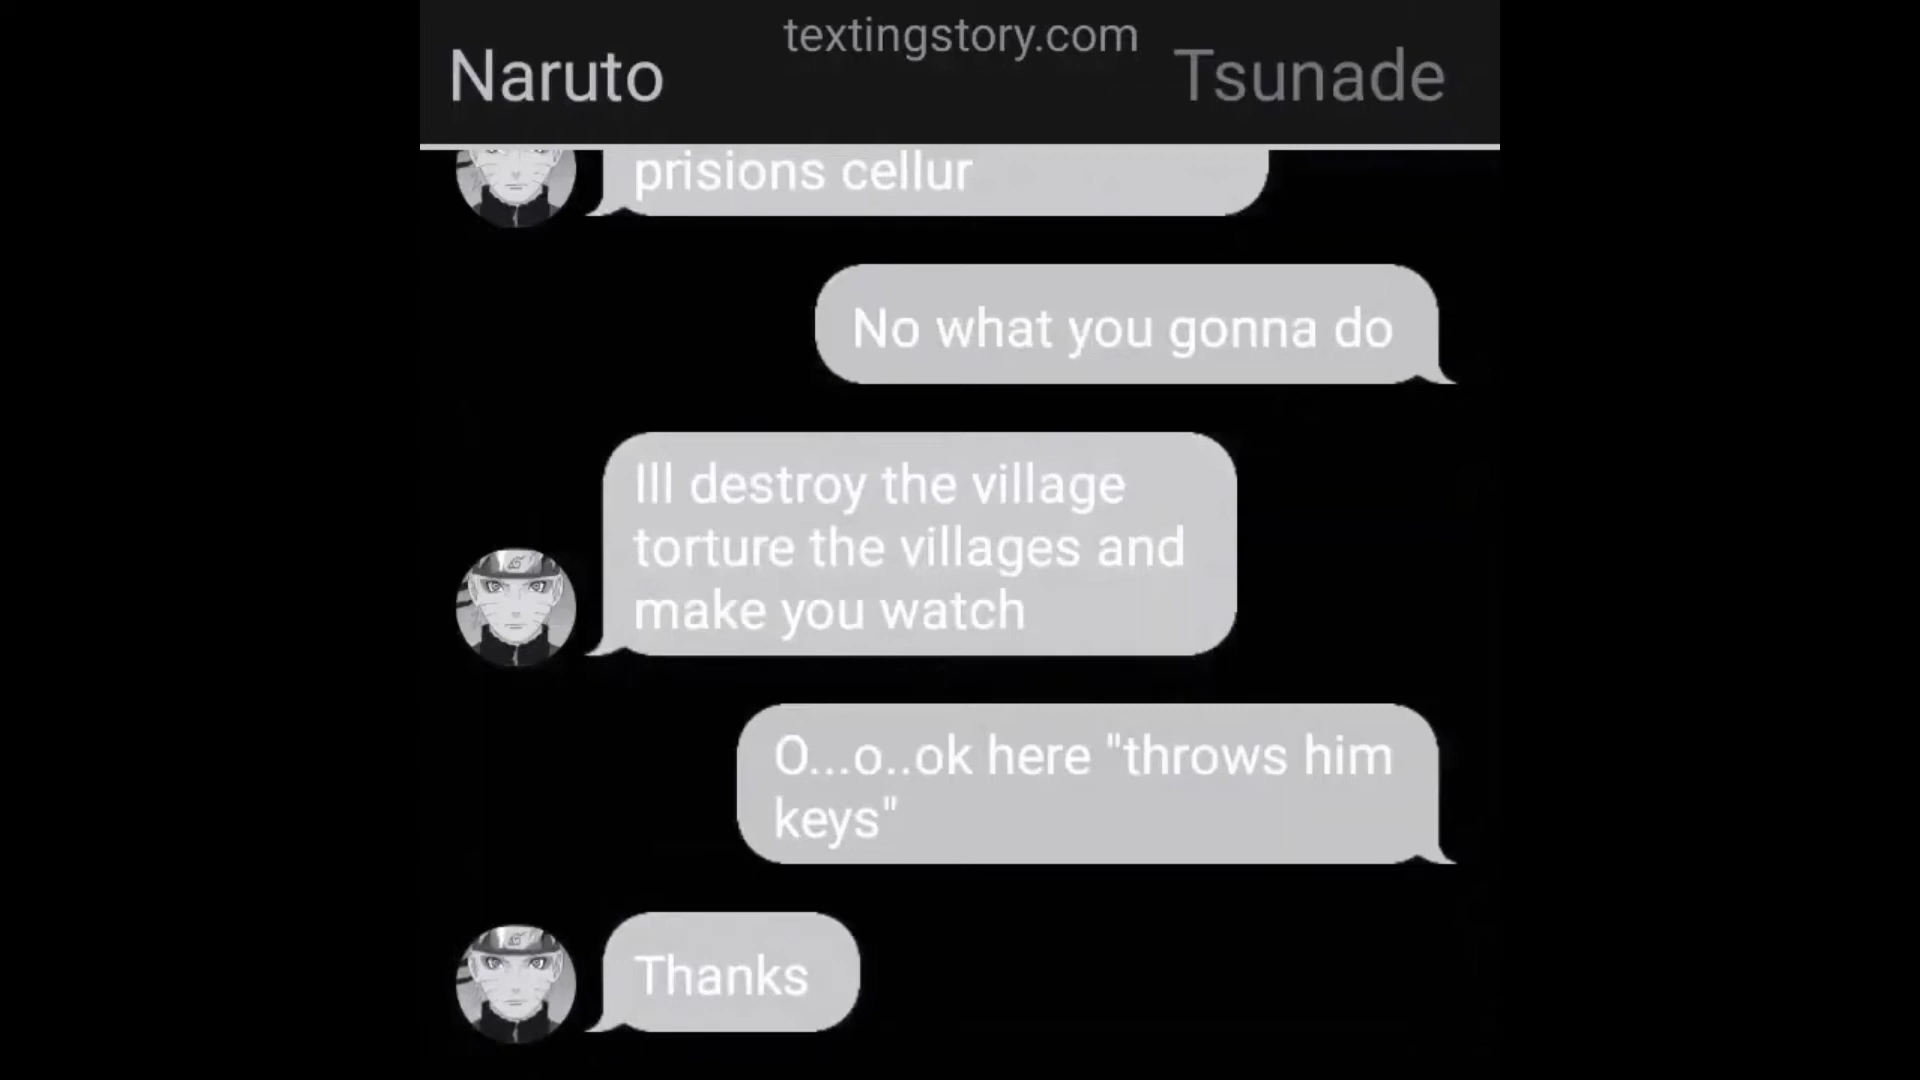 textingstory.com
Naruto
Tsunade
prisions cellur
No what you gonna do
Ill destroy the village
torture the villages and
make you watch
O...o..ok here "throws him
keys"
Thanks